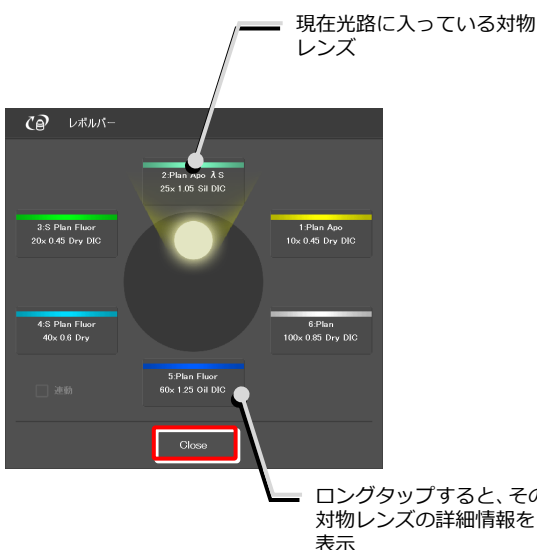 現在光路に入っている対物
レンズ
レボルバー
2:Plan Apo λ S
25x 1.05 Sil DIC
3:S Plan Fluor
20x 0.45 Dry DIC
1:Plan Apo
10x 0.45 Dry DIC
4:S Plan Fluor
40x 0.6 Dry
6:Plan
100x 0.85 Dry DIC
5:Plan Fluor
60x 1.25 Oil DIC
連動
Close
ロングタップすると、その
対物レンズの詳細情報を
表示